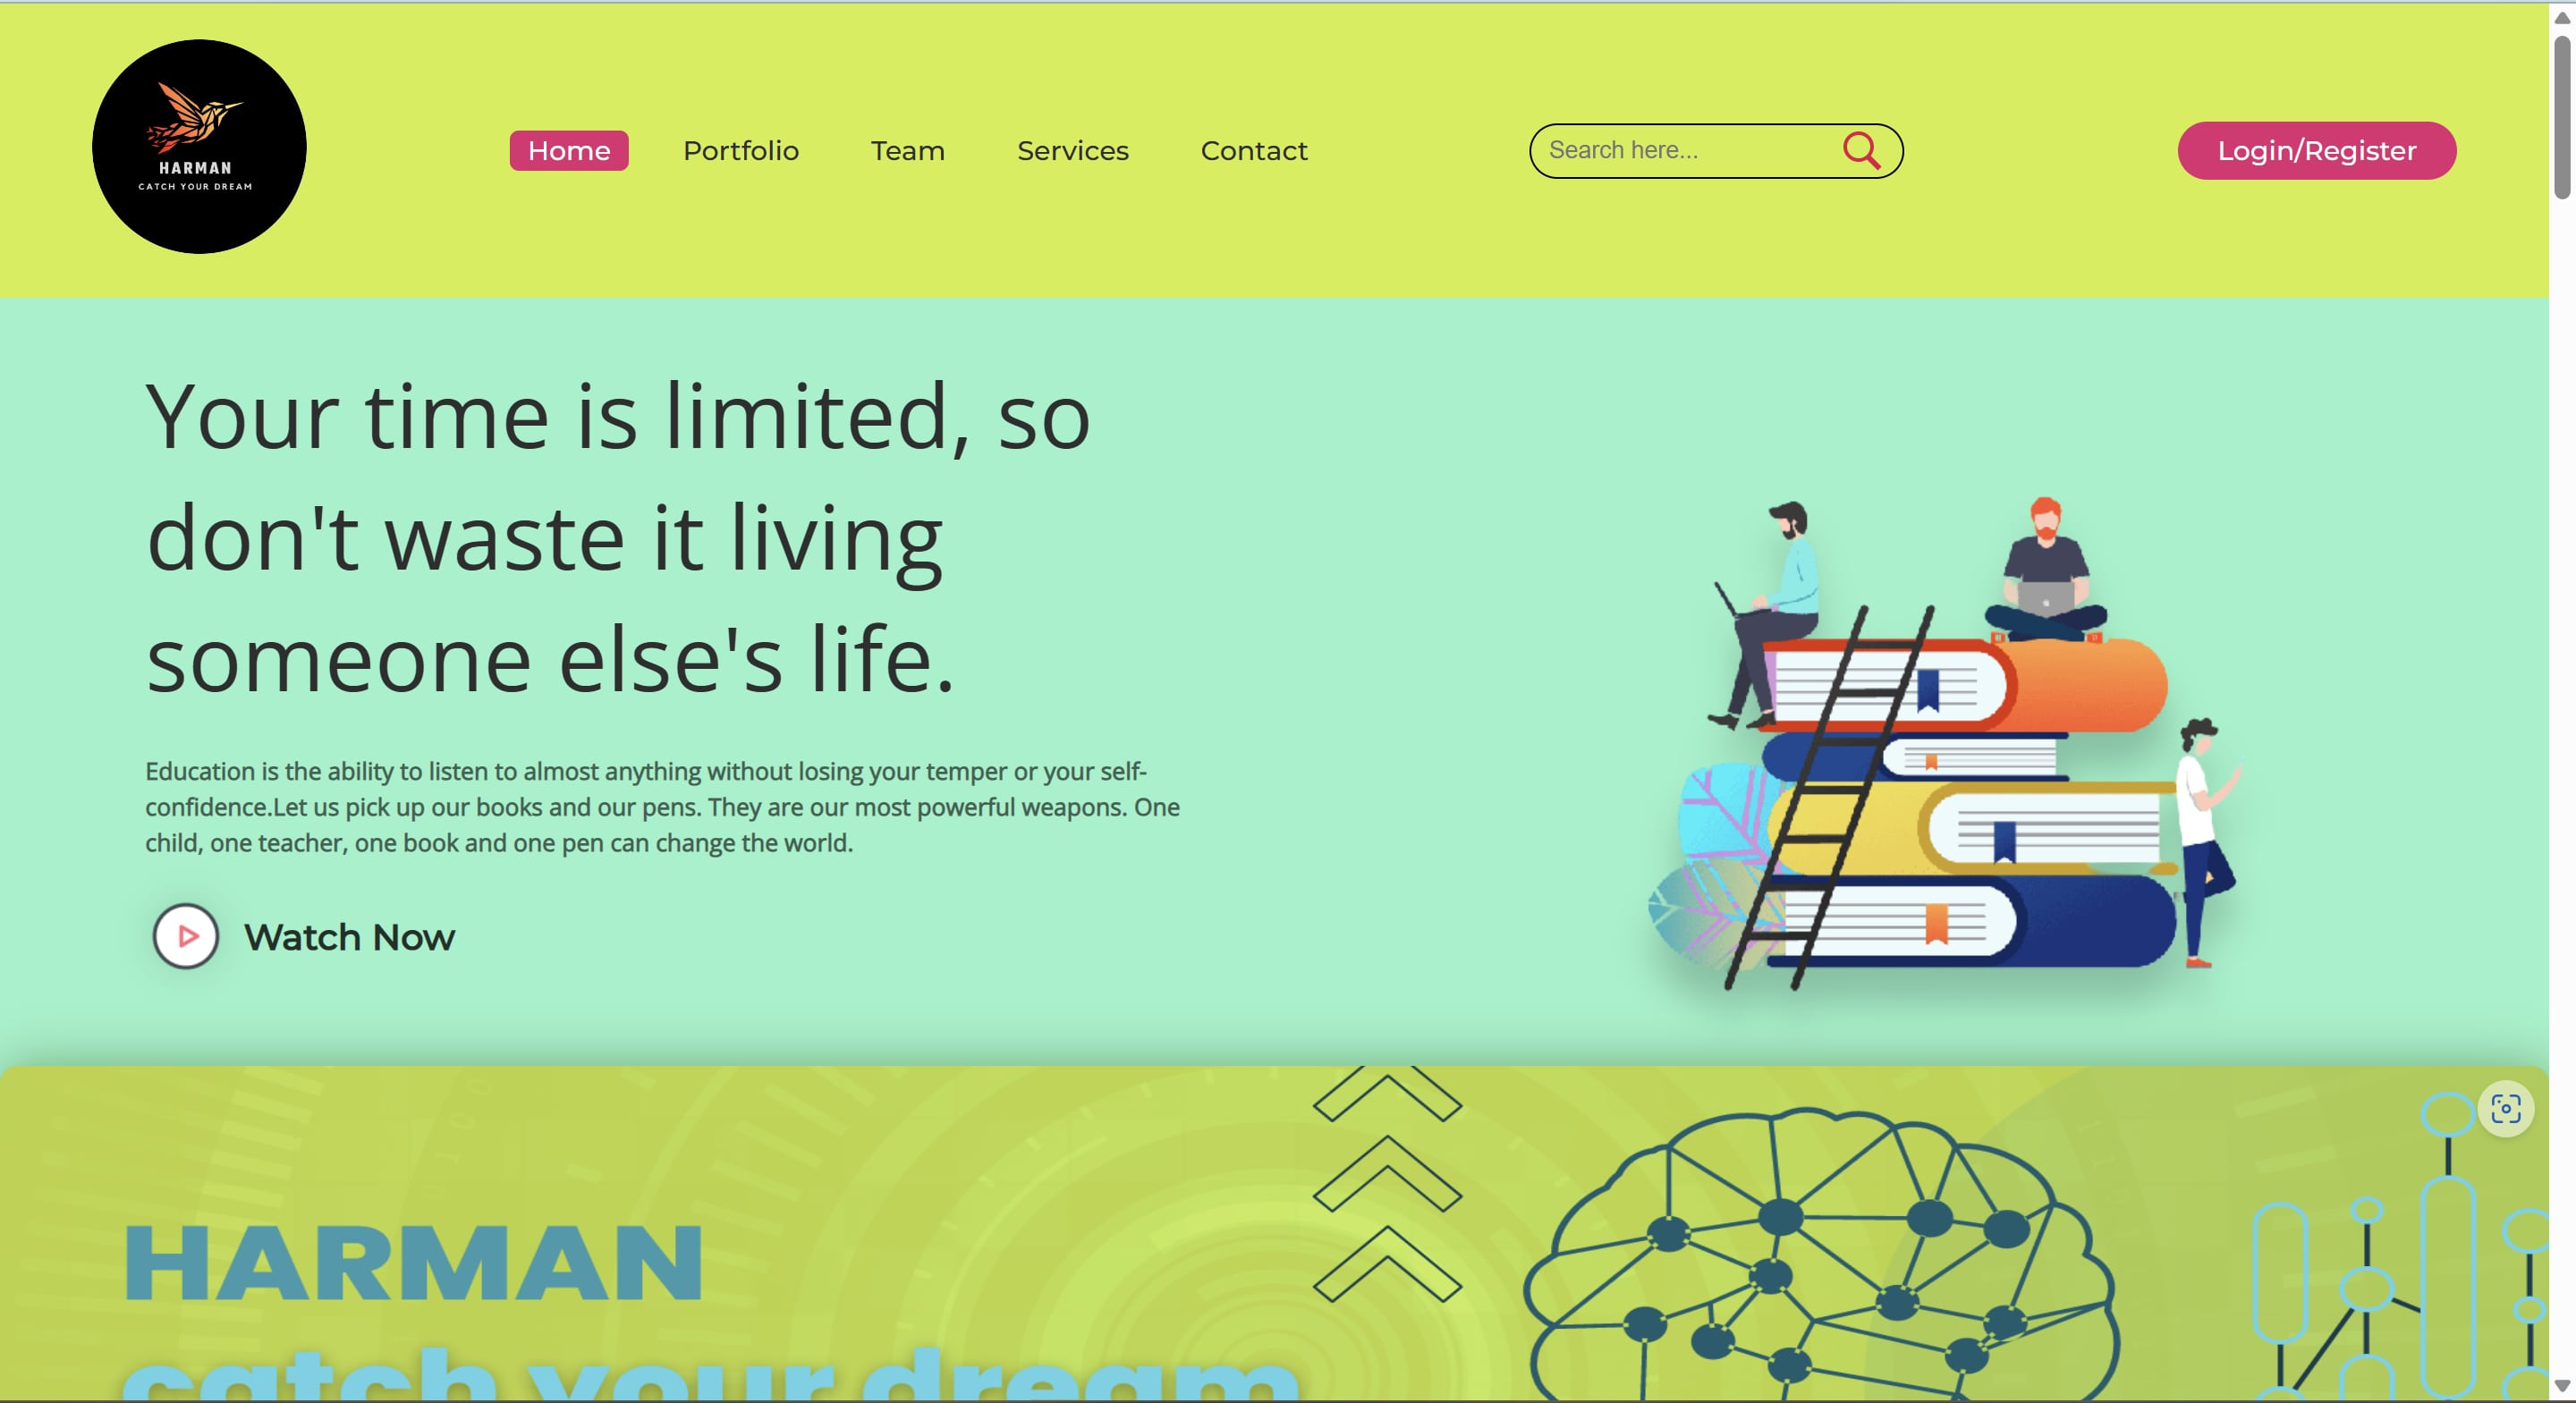 HARMAN
CATCH YOUR DREAM
Home
Portfolio
Team
Services
Contact
Search here...
Login/Register
Your time is limited, so
don't waste it living
someone else's life.
Education is the ability to listen to almost anything without losing your temper or your self-
confidence.Let us pick up our books and our pens. They are our most powerful weapons. One
child, one teacher, one book and one pen can change the world.
Watch Now
HARMAN
catch your dream